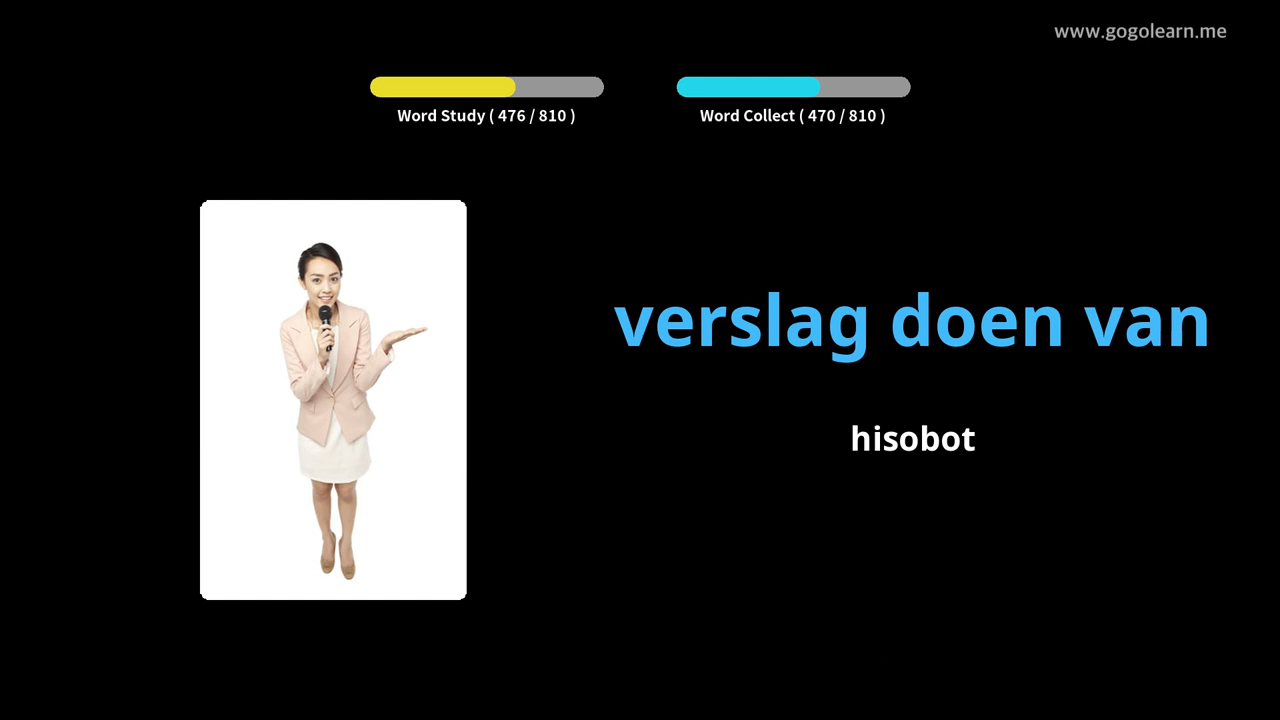 www.gogolearn.me
Word Study ( 476 / 810 )
Word Collect ( 470 / 810 )
verslag doen van
hisobot